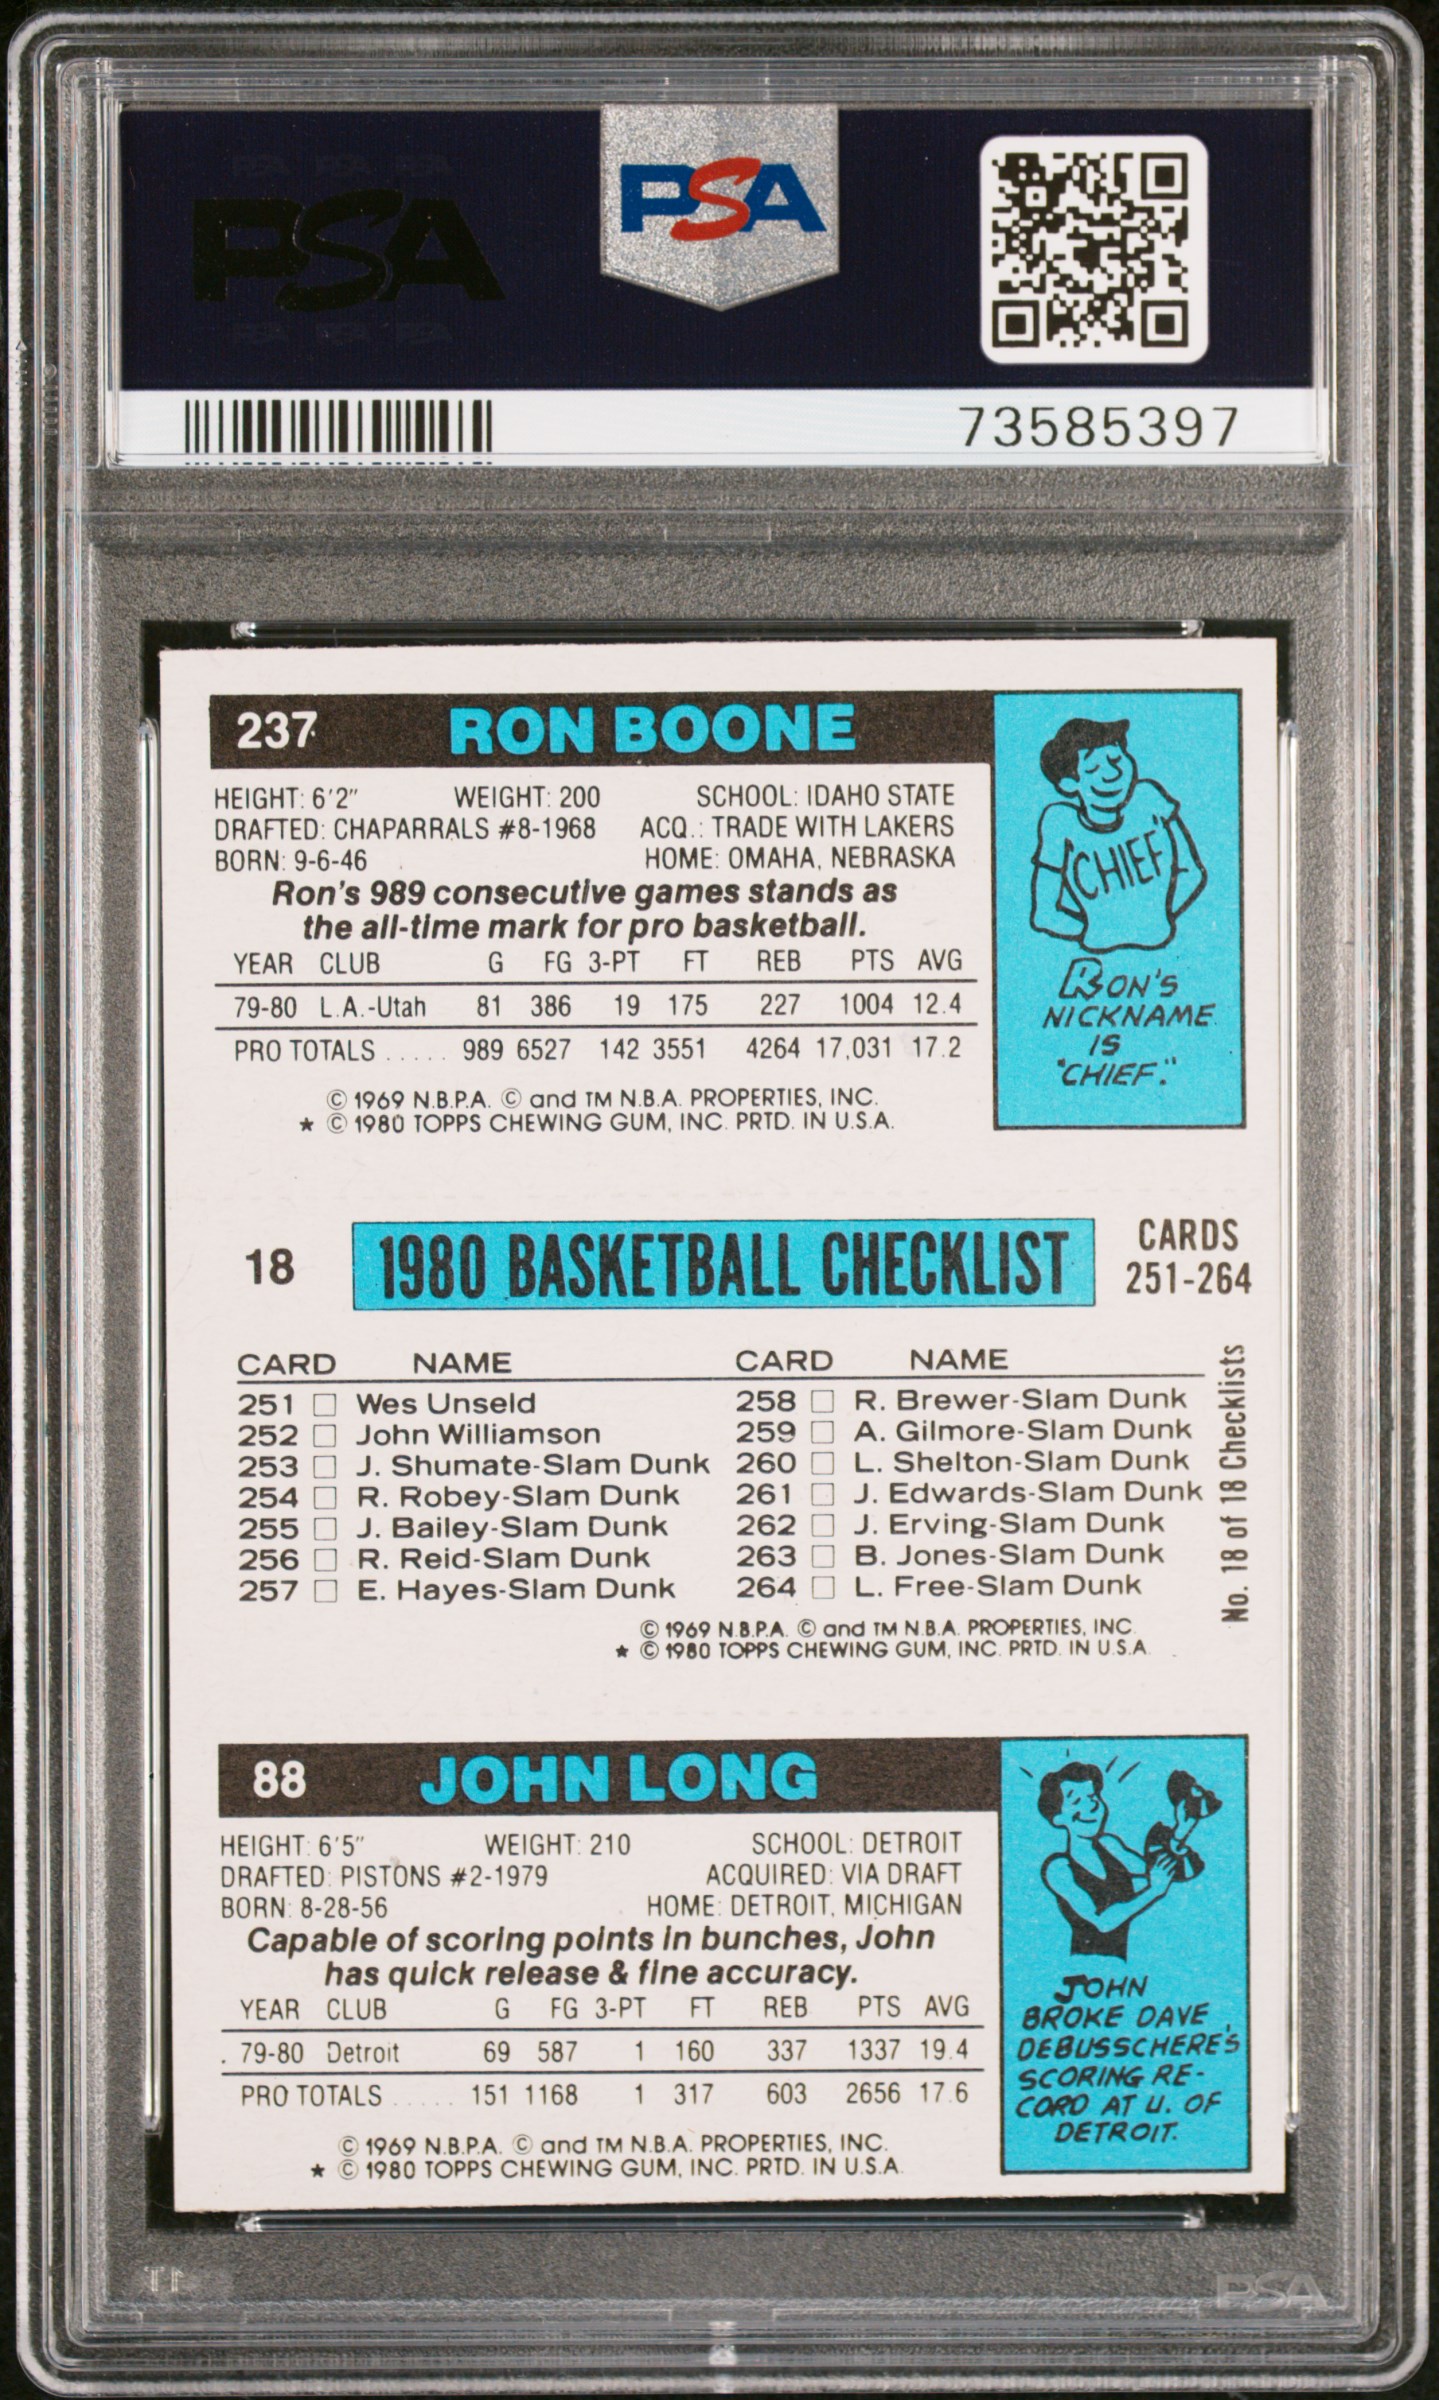 PSA
PSA
73585397
237 RON BOONE
HEIGHT: 6'2" WEIGHT: 200 SCHOOL: IDAHO STATE
DRAFTED: CHAPARRALS #8-1968 ACQ.: TRADE WITH LAKERS
BORN: 9-6-46 HOME: OMAHA, NEBRASKA
Ron's 989 consecutive games stands as
the all-time mark for pro basketball.
YEAR CLUB G FG 3-PT FT REB PTS AVG
79-80 L.A.-Utah 81 386 19 175 227 1004 12.4
PRO TOTALS ..... 989 6527 142 3551 4264 17,031 17.2
© 1969 N.B.P.A. © and TM N.B.A. PROPERTIES, INC.
★ © 1980 TOPPS CHEWING GUM, INC. PRTD. IN U.S.A.
CHIEF
RON'S
NICKNAME
IS
"CHIEF."
18 1980 BASKETBALL CHECKLIST CARDS
251-264
CARD NAME CARD NAME
251 □ Wes Unseld 258 □ R. Brewer-Slam Dunk
252 □ John Williamson 259 □ A. Gilmore-Slam Dunk
253 □ J. Shumate-Slam Dunk 260 □ L. Shelton-Slam Dunk
254 □ R. Robey-Slam Dunk 261 □ J. Edwards-Slam Dunk
255 □ J. Bailey-Slam Dunk 262 □ J. Erving-Slam Dunk
256 □ R. Reid-Slam Dunk 263 □ B. Jones-Slam Dunk
257 □ E. Hayes-Slam Dunk 264 □ L. Free-Slam Dunk
No. 18 of 18 Checklists
© 1969 N.B.P.A. © and TM N.B.A. PROPERTIES, INC.
★ © 1980 TOPPS CHEWING GUM, INC. PRTD. IN U.S.A.
88 JOHN LONG
HEIGHT: 6'5" WEIGHT: 210 SCHOOL: DETROIT
DRAFTED: PISTONS #2-1979 ACQUIRED: VIA DRAFT
BORN: 8-28-56 HOME: DETROIT, MICHIGAN
Capable of scoring points in bunches, John
has quick release & fine accuracy.
YEAR CLUB G FG 3-PT FT REB PTS AVG
79-80 Detroit 69 587 1 160 337 1337 19.4
PRO TOTALS ..... 151 1168 1 317 603 2656 17.6
© 1969 N.B.P.A. © and TM N.B.A. PROPERTIES, INC.
★ © 1980 TOPPS CHEWING GUM, INC. PRTD. IN U.S.A.
JOHN
BROKE DAVE
DEBUSSCHERE'S
SCORING RE-
CORD AT U. OF
DETROIT.
PSA